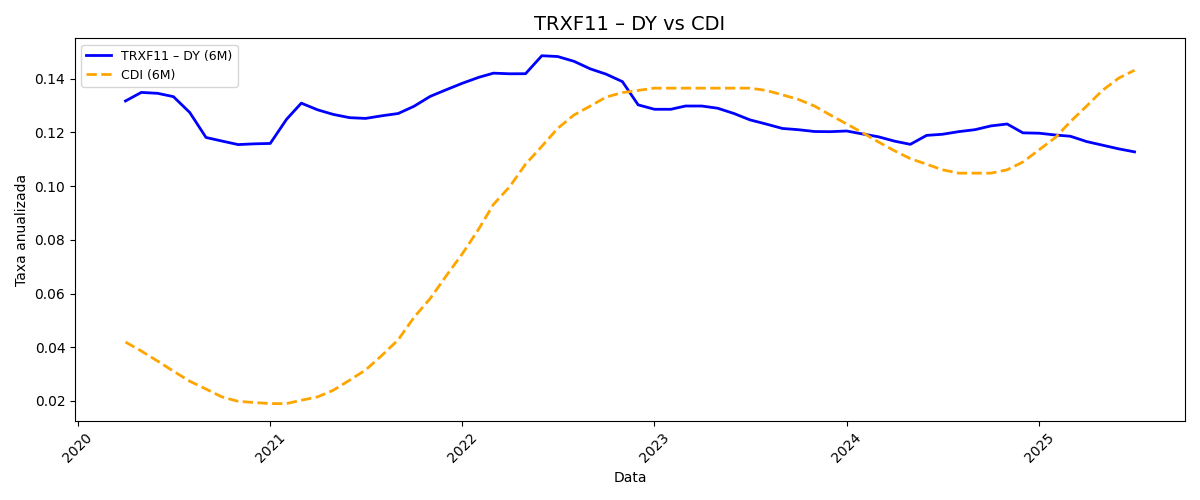 TRXF11 – DY vs CDI
TRXF11 – DY (6M)
CDI (6M)
Taxa anualizada
0.14
0.12
0.10
0.08
0.06
0.04
0.02
2020
2021
2022
2023
2024
2025
Data